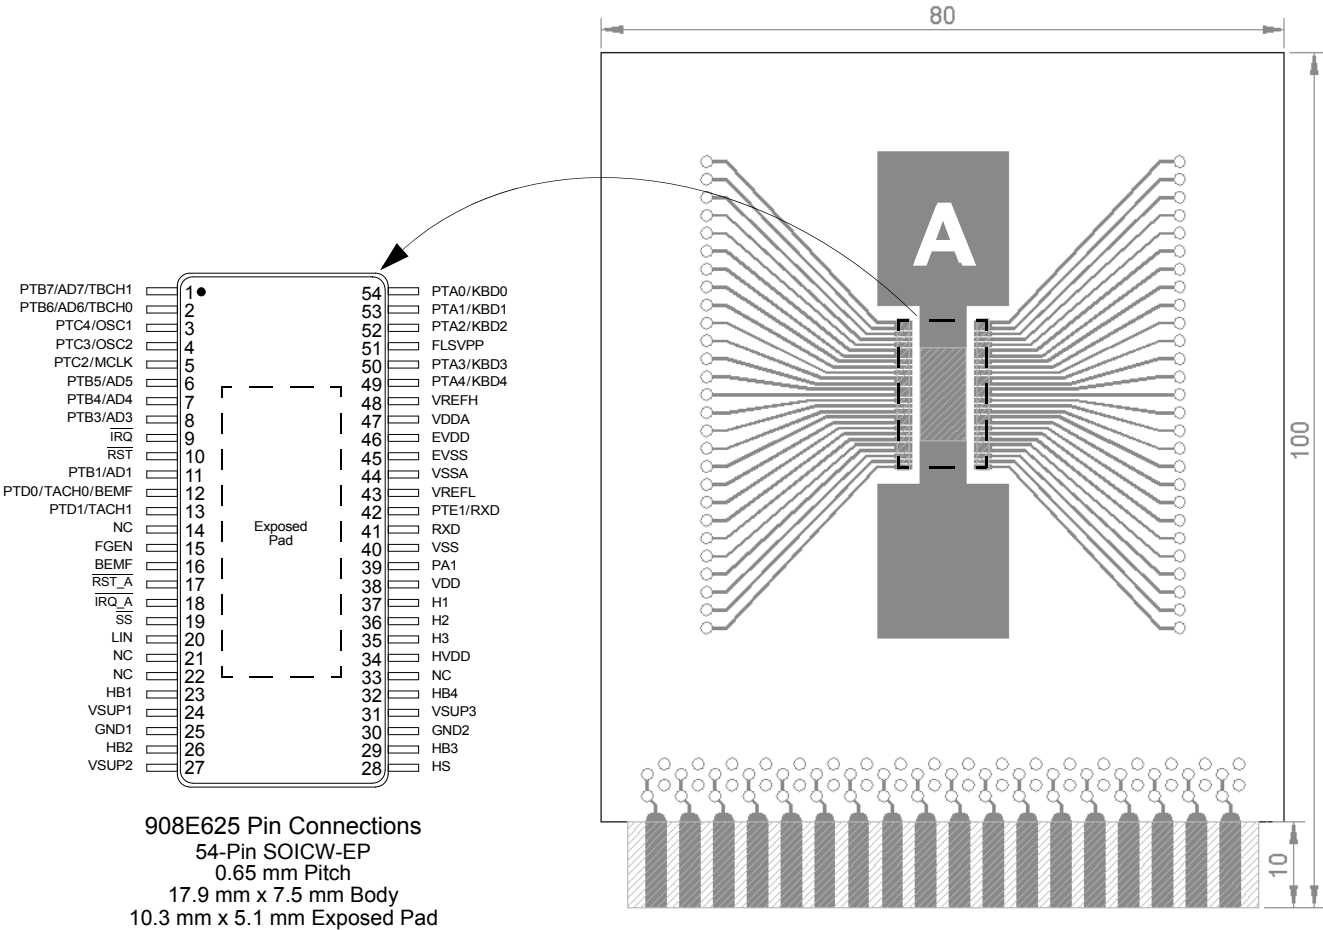 80
A
100
10
PTB7/AD7/TBCH1 1 54 PTA0/KBD0
PTB6/AD6/TBCH0 2 53 PTA1/KBD1
PTC4/OSC1 3 52 PTA2/KBD2
PTC3/OSC2 4 51 FLSVPP
PTC2/MCLK 5 50 PTA3/KBD3
PTB5/AD5 6 49 PTA4/KBD4
PTB4/AD4 7 48 VREFH
PTB3/AD3 8 47 VDDA
IRQ 9 46 EVDD
RST 10 45 EVSS
PTB1/AD1 11 44 VSSA
PTD0/TACH0/BEMF 12 43 VREFL
PTD1/TACH1 13 42 PTE1/RXD
NC 14 41 RXD
FGEN 15 40 VSS
BEMF 16 39 PA1
RST_A 17 38 VDD
IRQ_A 18 37 H1
SS 19 36 H2
LIN 20 35 H3
NC 21 34 HVDD
NC 22 33 NC
HB1 23 32 HB4
VSUP1 24 31 VSUP3
GND1 25 30 GND2
HB2 26 29 HB3
VSUP2 27 28 HS
Exposed
Pad
908E625 Pin Connections
54-Pin SOICW-EP
0.65 mm Pitch
17.9 mm x 7.5 mm Body
10.3 mm x 5.1 mm Exposed Pad